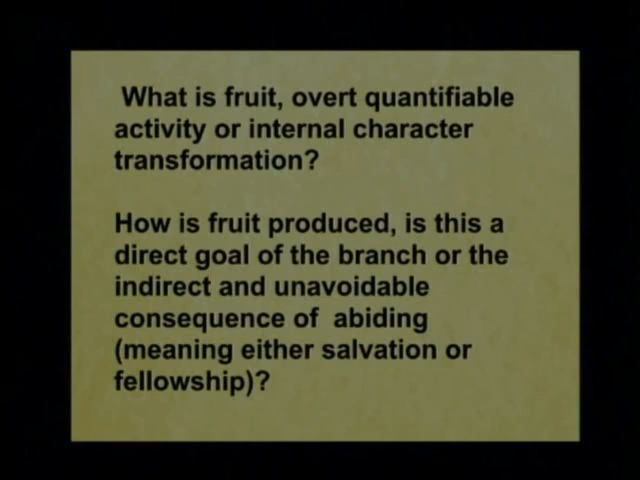 What is fruit, overt quantifiable
activity or internal character
transformation?
How is fruit produced, is this a
direct goal of the branch or the
indirect and unavoidable
consequence of abiding
(meaning either salvation or
fellowship)?